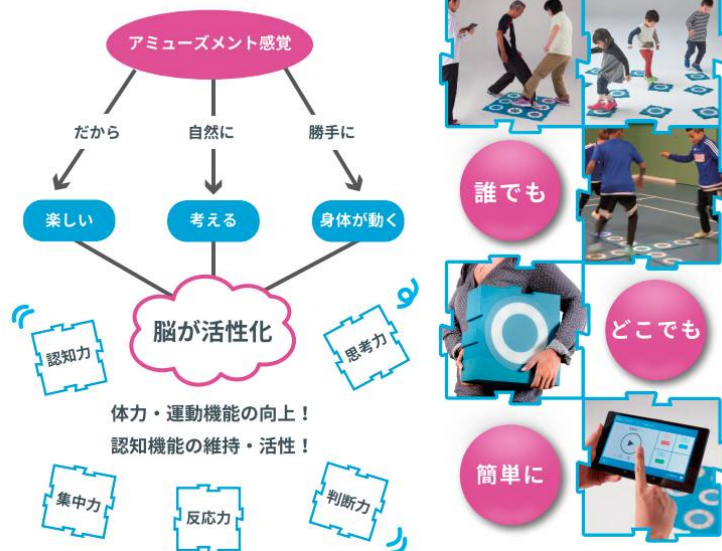 アミューズメント感覚
だから
自然に
勝手に
楽しい
考える
身体が動く
脳が活性化
認知力
思考力
体力・運動機能の向上！
認知機能の維持・活性！
集中力
反応力
判断力
誰でも
どこでも
簡単に